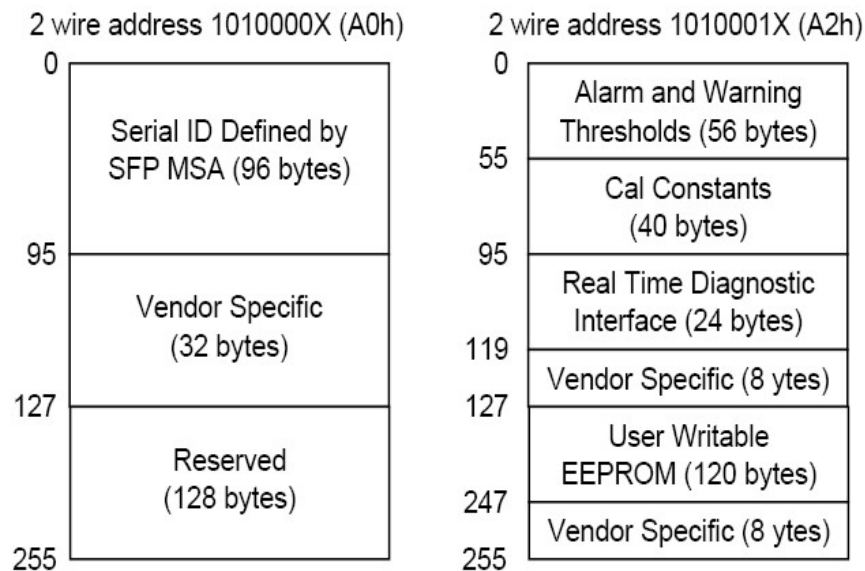 2 wire address 1010000X (A0h)
0
Serial ID Defined by
SFP MSA (96 bytes)
95
Vendor Specific
(32 bytes)
127
Reserved
(128 bytes)
255
2 wire address 1010001X (A2h)
0
Alarm and Warning
Thresholds (56 bytes)
55
Cal Constants
(40 bytes)
95
Real Time Diagnostic
Interface (24 bytes)
119
Vendor Specific (8 ytes)
127
User Writable
EEPROM (120 bytes)
247
Vendor Specific (8 ytes)
255